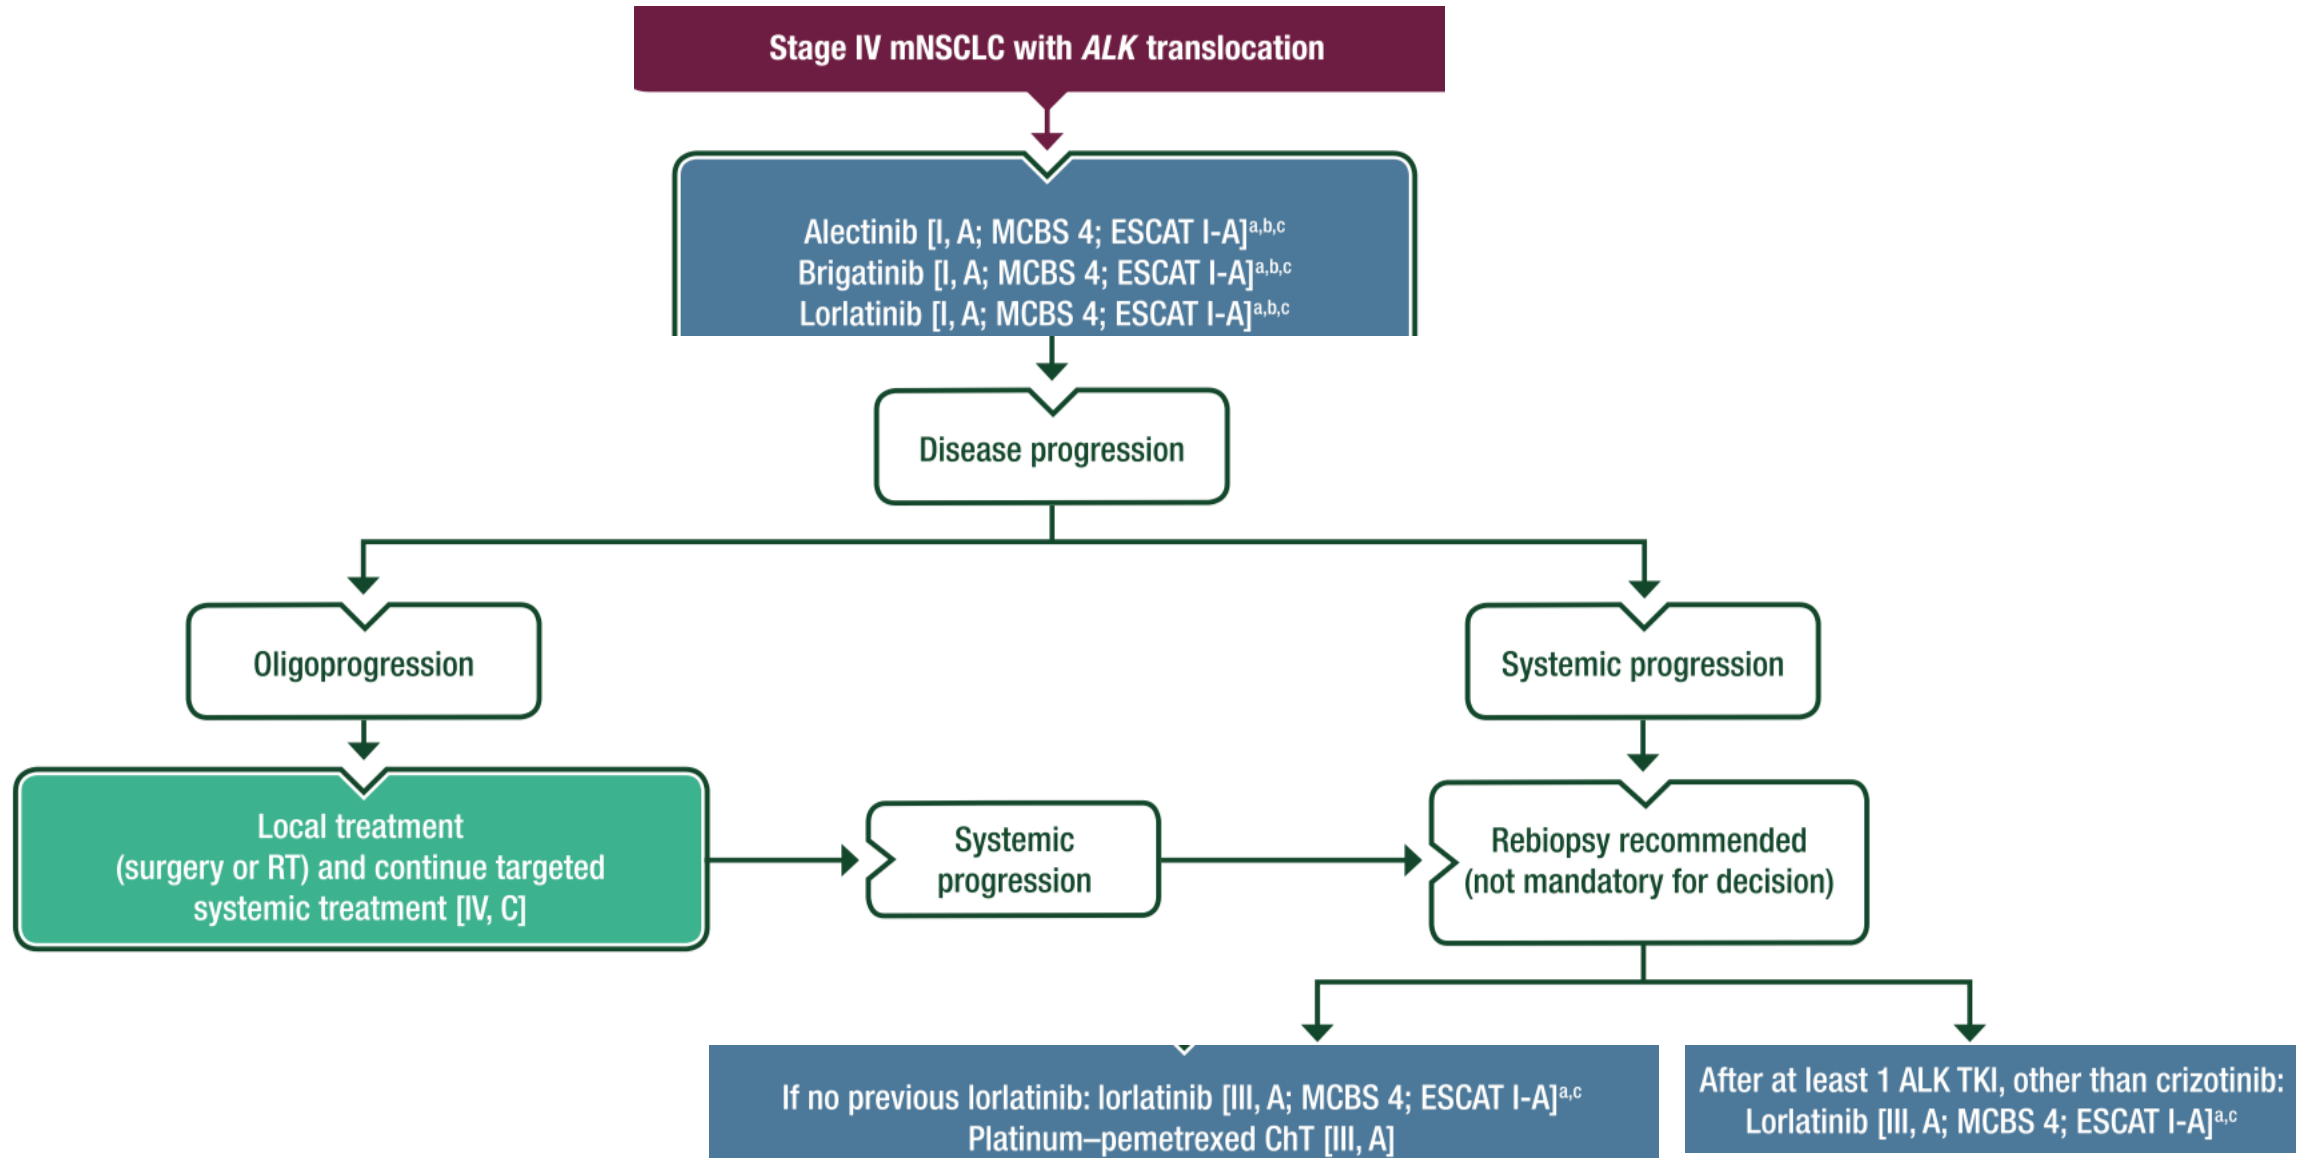 Stage IV mNSCLC with ALK translocation
Alectinib [I, A; MCBS 4; ESCAT I-A]a,b,c
Brigatinib [I, A; MCBS 4; ESCAT I-A]a,b,c
Lorlatinib [I, A; MCBS 4; ESCAT I-A]a,b,c
Disease progression
Oligoprogression
Systemic progression
Local treatment
(surgery or RT) and continue targeted
systemic treatment [IV, C]
Systemic
progression
Rebiopsy recommended
(not mandatory for decision)
If no previous lorlatinib: lorlatinib [III, A; MCBS 4; ESCAT I-A]a,c
Platinum–pemetrexed ChT [III, A]
After at least 1 ALK TKI, other than crizotinib:
Lorlatinib [III, A; MCBS 4; ESCAT I-A]a,c